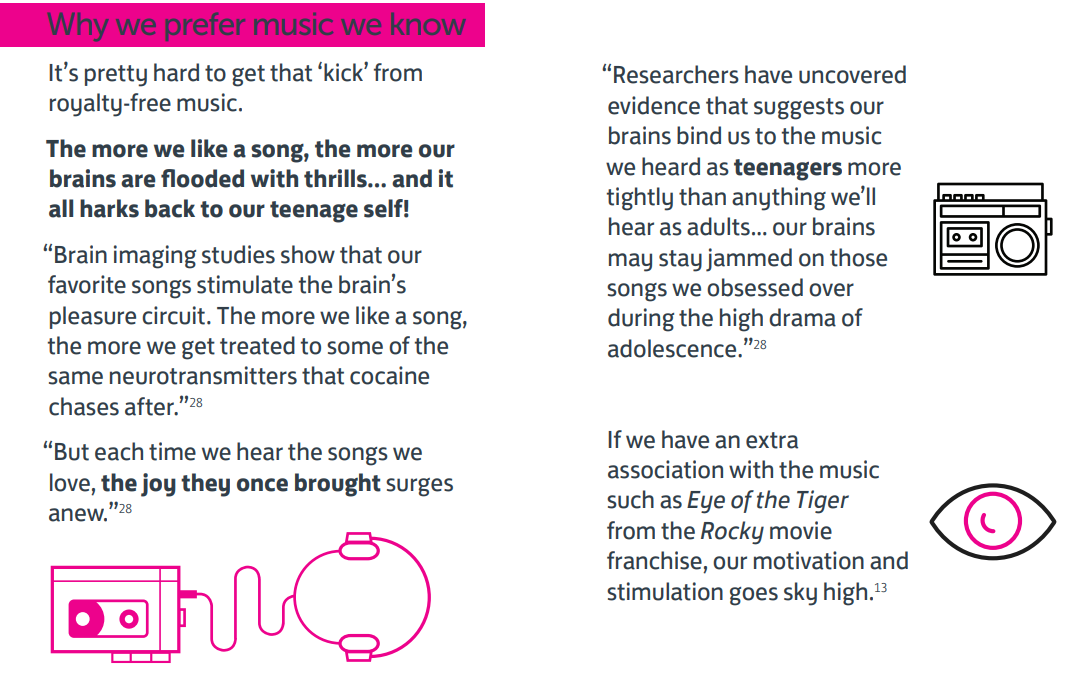 Why we prefer music we know
It’s pretty hard to get that ‘kick’ from
royalty-free music.
The more we like a song, the more our
brains are flooded with thrills... and it
all harks back to our teenage self!
“Brain imaging studies show that our
favorite songs stimulate the brain’s
pleasure circuit. The more we like a song,
the more we get treated to some of the
same neurotransmitters that cocaine
chases after.”28
“But each time we hear the songs we
love, the joy they once brought surges
anew.”28
“Researchers have uncovered
evidence that suggests our
brains bind us to the music
we heard as teenagers more
tightly than anything we’ll
hear as adults... our brains
may stay jammed on those
songs we obsessed over
during the high drama of
adolescence.”28
If we have an extra
association with the music
such as Eye of the Tiger
from the Rocky movie
franchise, our motivation and
stimulation goes sky high.13